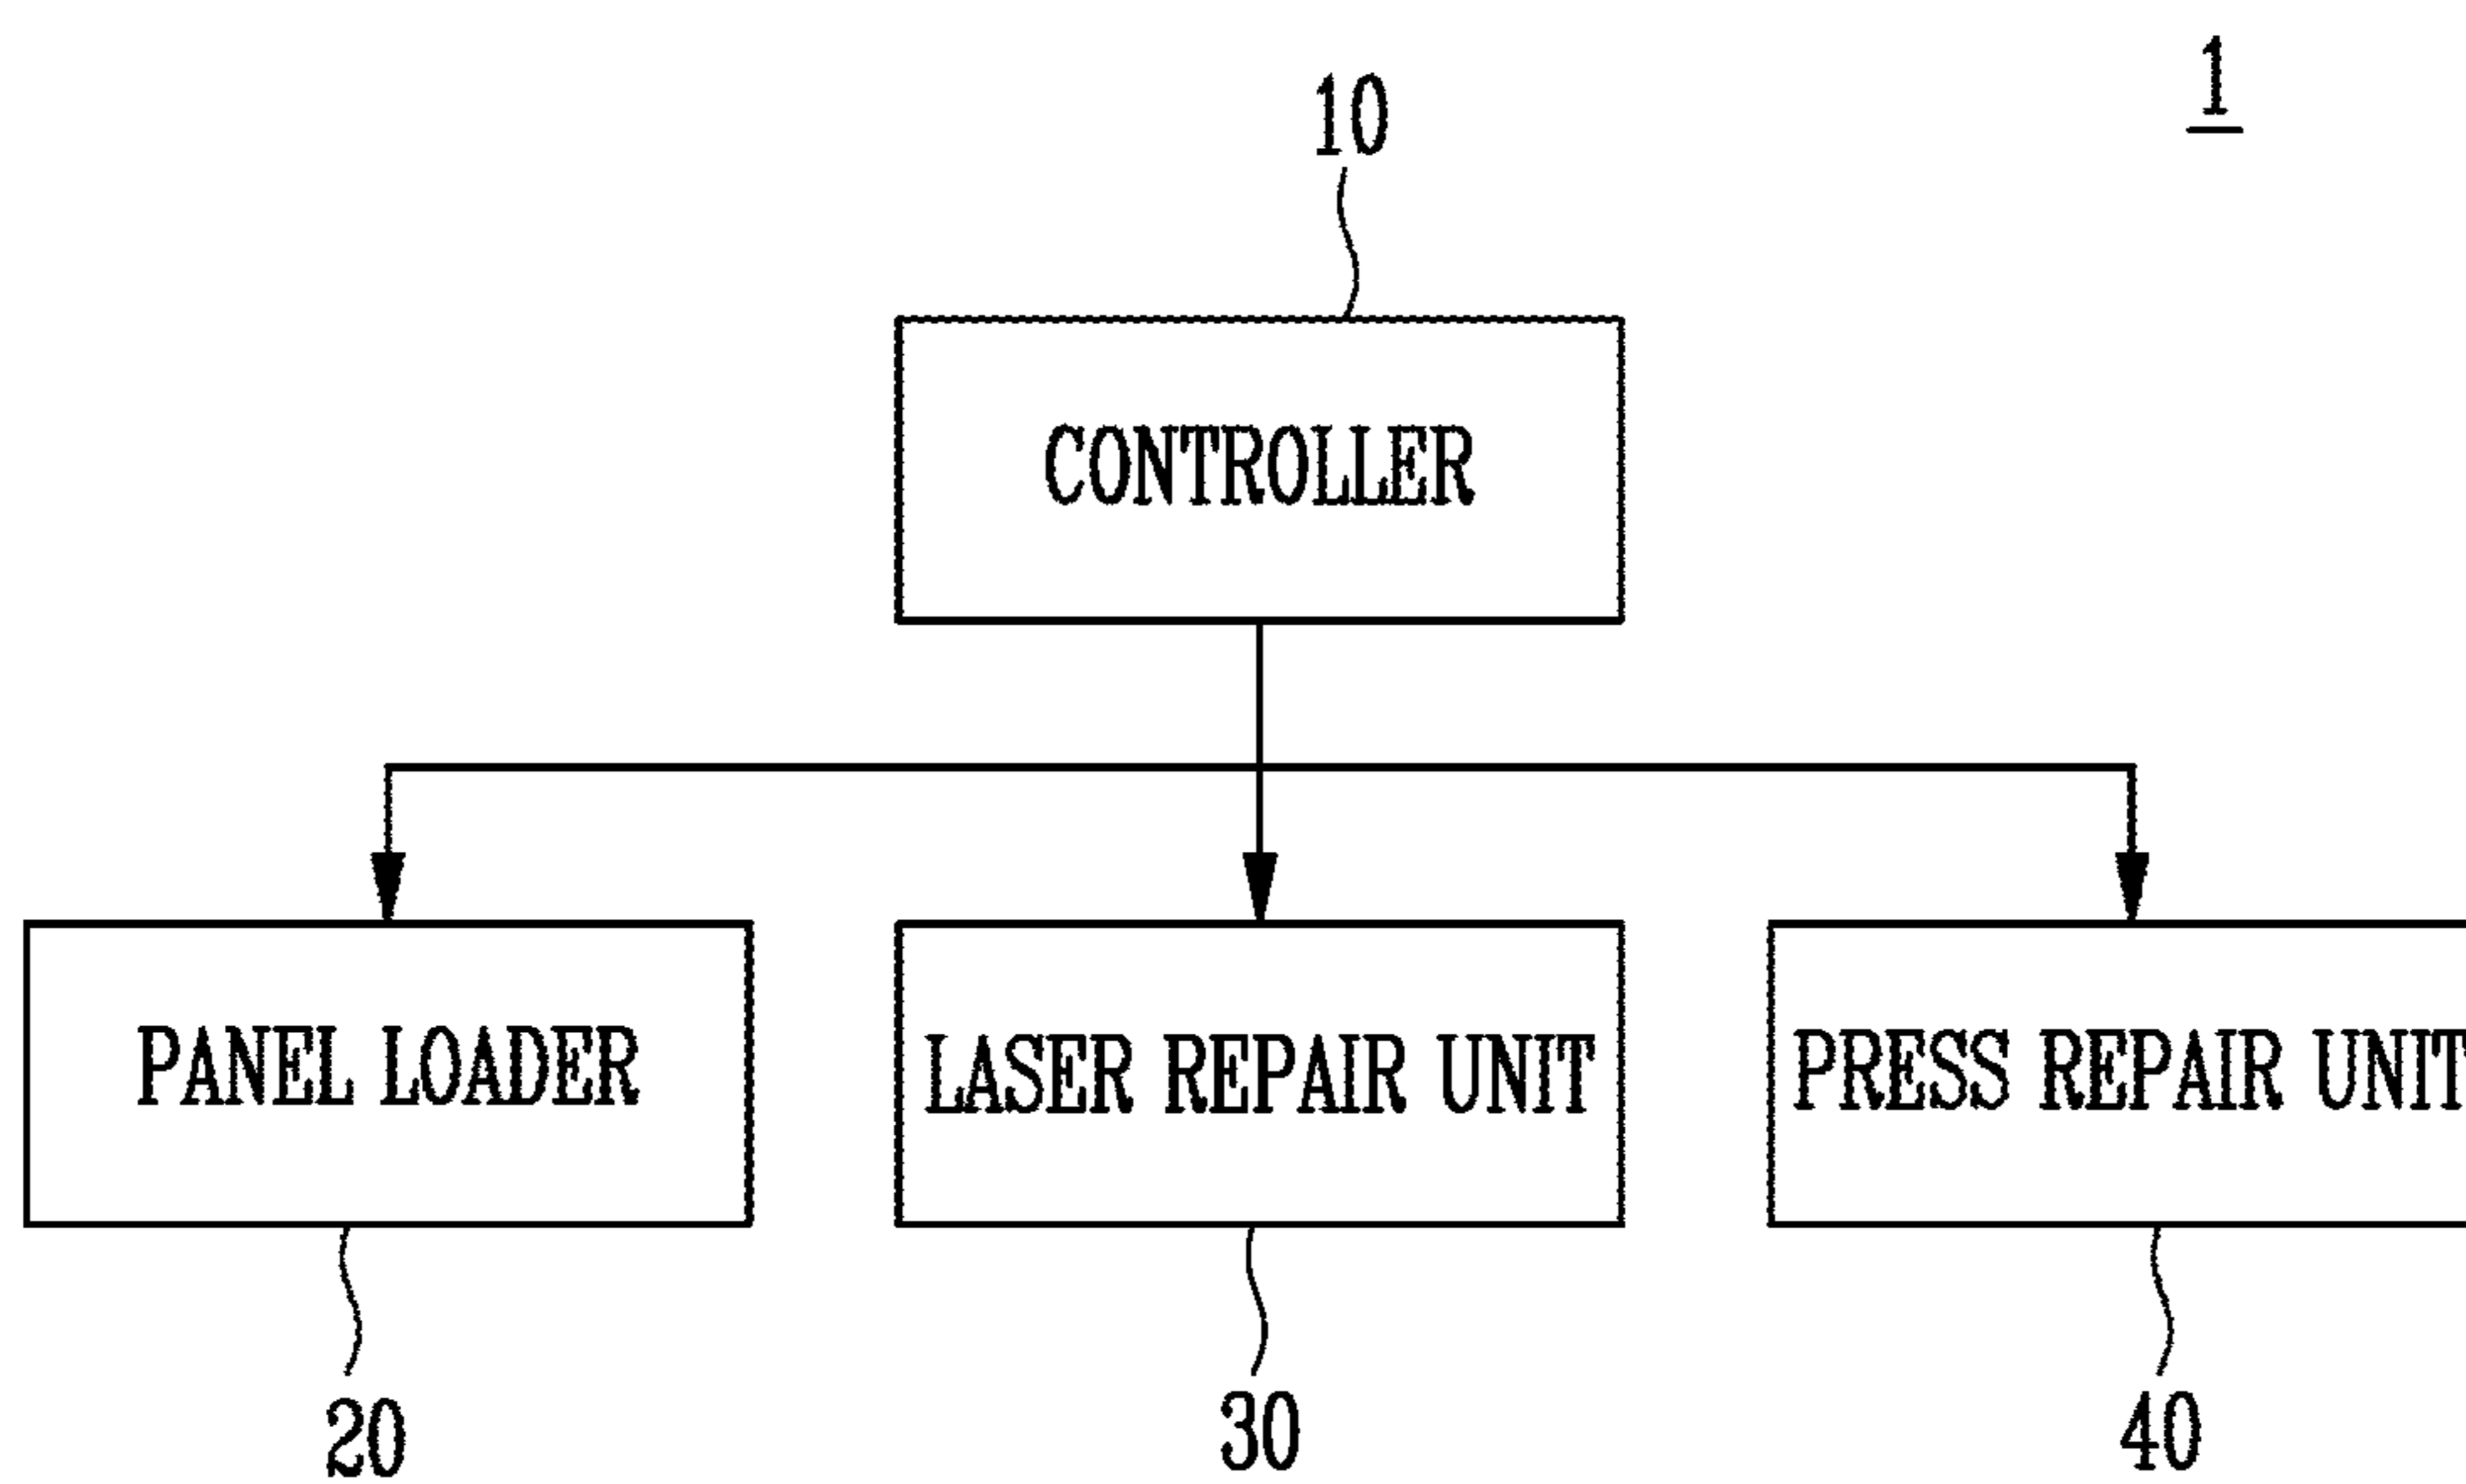 1
10
CONTROLLER
PANEL LOADER
LASER REPAIR UNIT
PRESS REPAIR UNIT
20
30
40